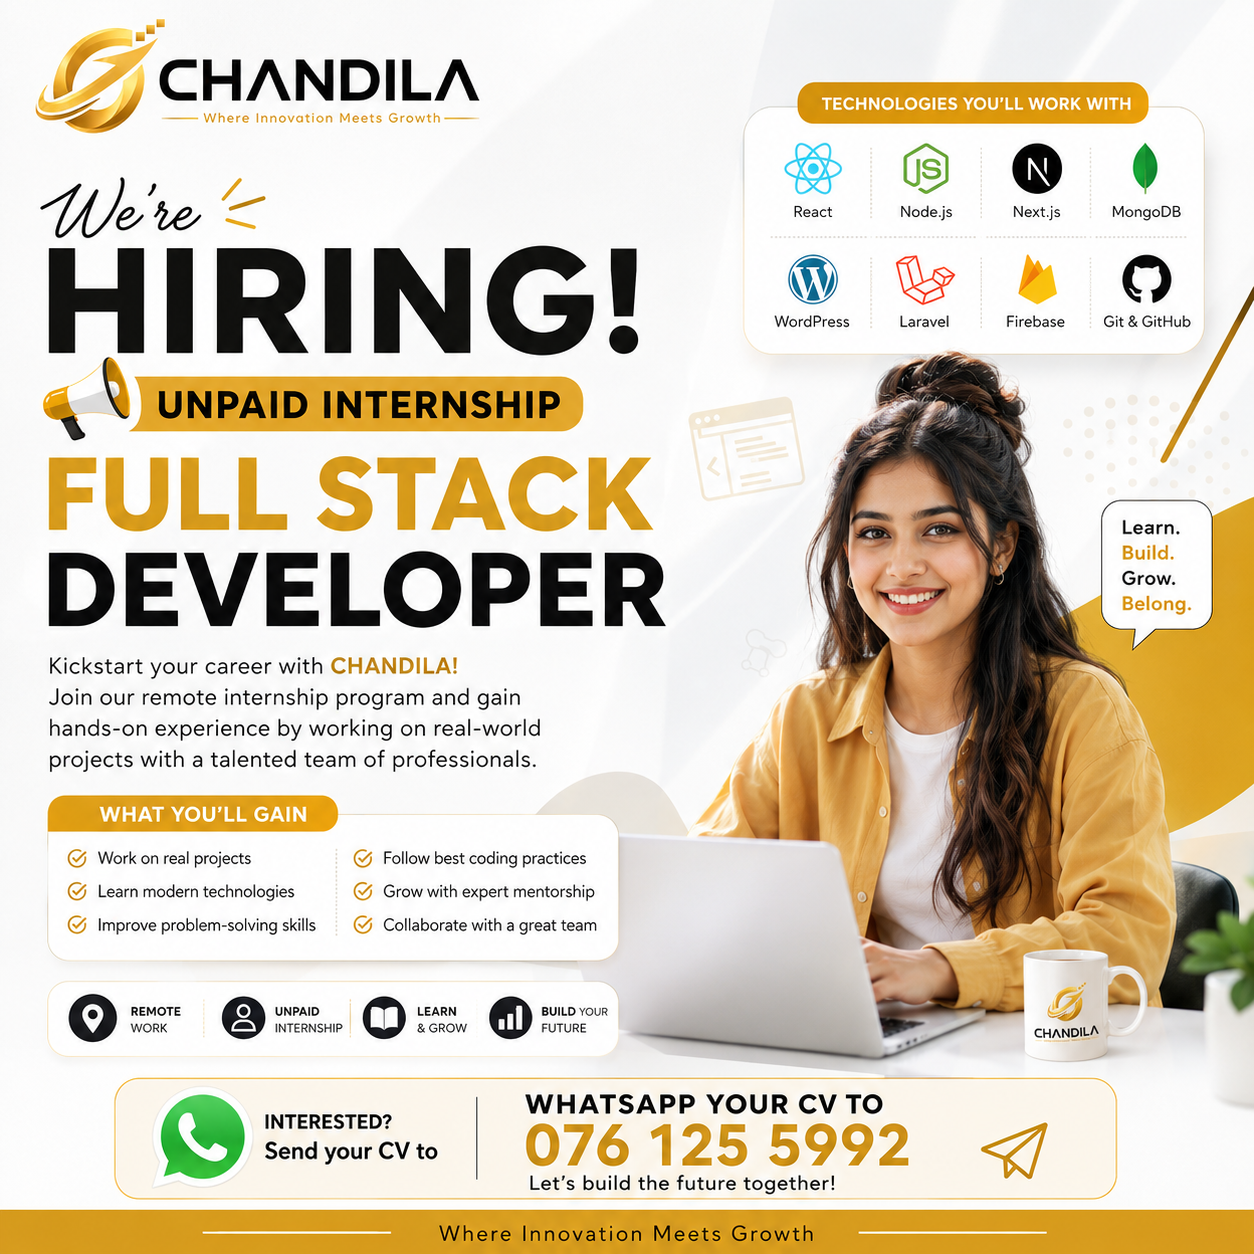 CHANDILA
Where Innovation Meets Growth
We're
HIRING!
UNPAID INTERNSHIP
FULL STACK
DEVELOPER
Kickstart your career with CHANDILA!
Join our remote internship program and gain
hands-on experience by working on real-world
projects with a talented team of professionals.
TECHNOLOGIES YOU'LL WORK WITH
JS
N
React
Node.js
Next.js
MongoDB
W
WordPress
Laravel
Firebase
Git & GitHub
Learn.
Build.
Grow.
Belong.
WHAT YOU'LL GAIN
Work on real projects
Learn modern technologies
Improve problem-solving skills
Follow best coding practices
Grow with expert mentorship
Collaborate with a great team
REMOTE
WORK
UNPAID
INTERNSHIP
LEARN
& GROW
BUILD YOUR
FUTURE
CHANDILA
INTERESTED?
Send your CV to
WHATSAPP YOUR CV TO
076 125 5992
Let's build the future together!
Where Innovation Meets Growth